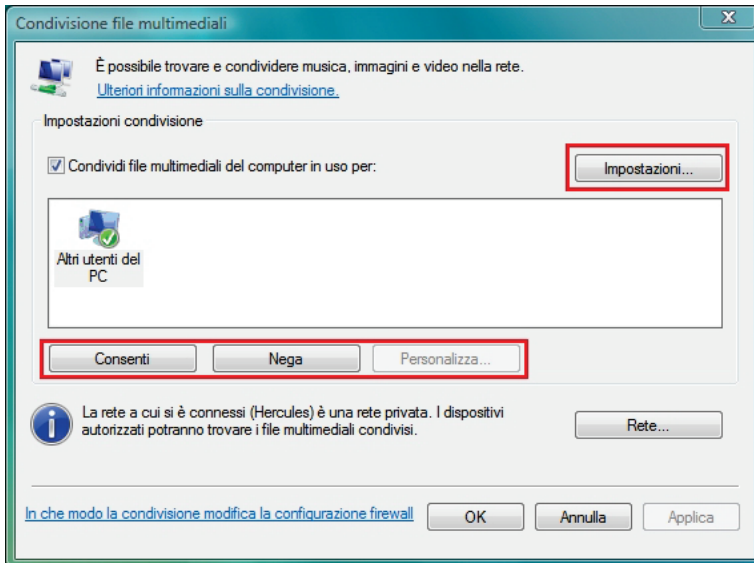 Condivisione file multimediali
È possibile trovare e condividere musica, immagini e video nella rete.
Ulteriori informazioni sulla condivisione.
Impostazioni condivisione
Condividi file multimediali del computer in uso per:
Impostazioni...
Altri utenti del
PC
Consenti
Nega
Personalizza...
La rete a cui si è connessi (Hercules) è una rete privata. I dispositivi
autorizzati potranno trovare i file multimediali condivisi.
Rete...
In che modo la condivisione modifica la configurazione firewall
OK
Annulla
Applica